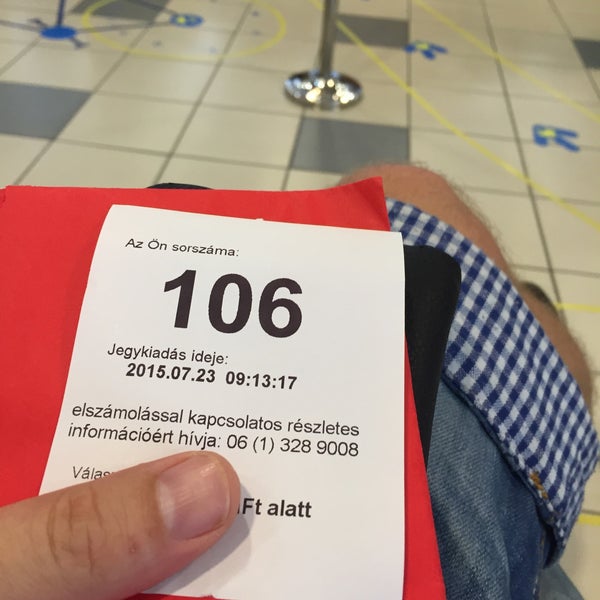 Az Ön sorszáma:
106
Jegykiadás ideje:
2015.07.23 09:13:17
elszámolással kapcsolatos részletes
információért hívja: 06 (1) 328 9008
Ft alatt